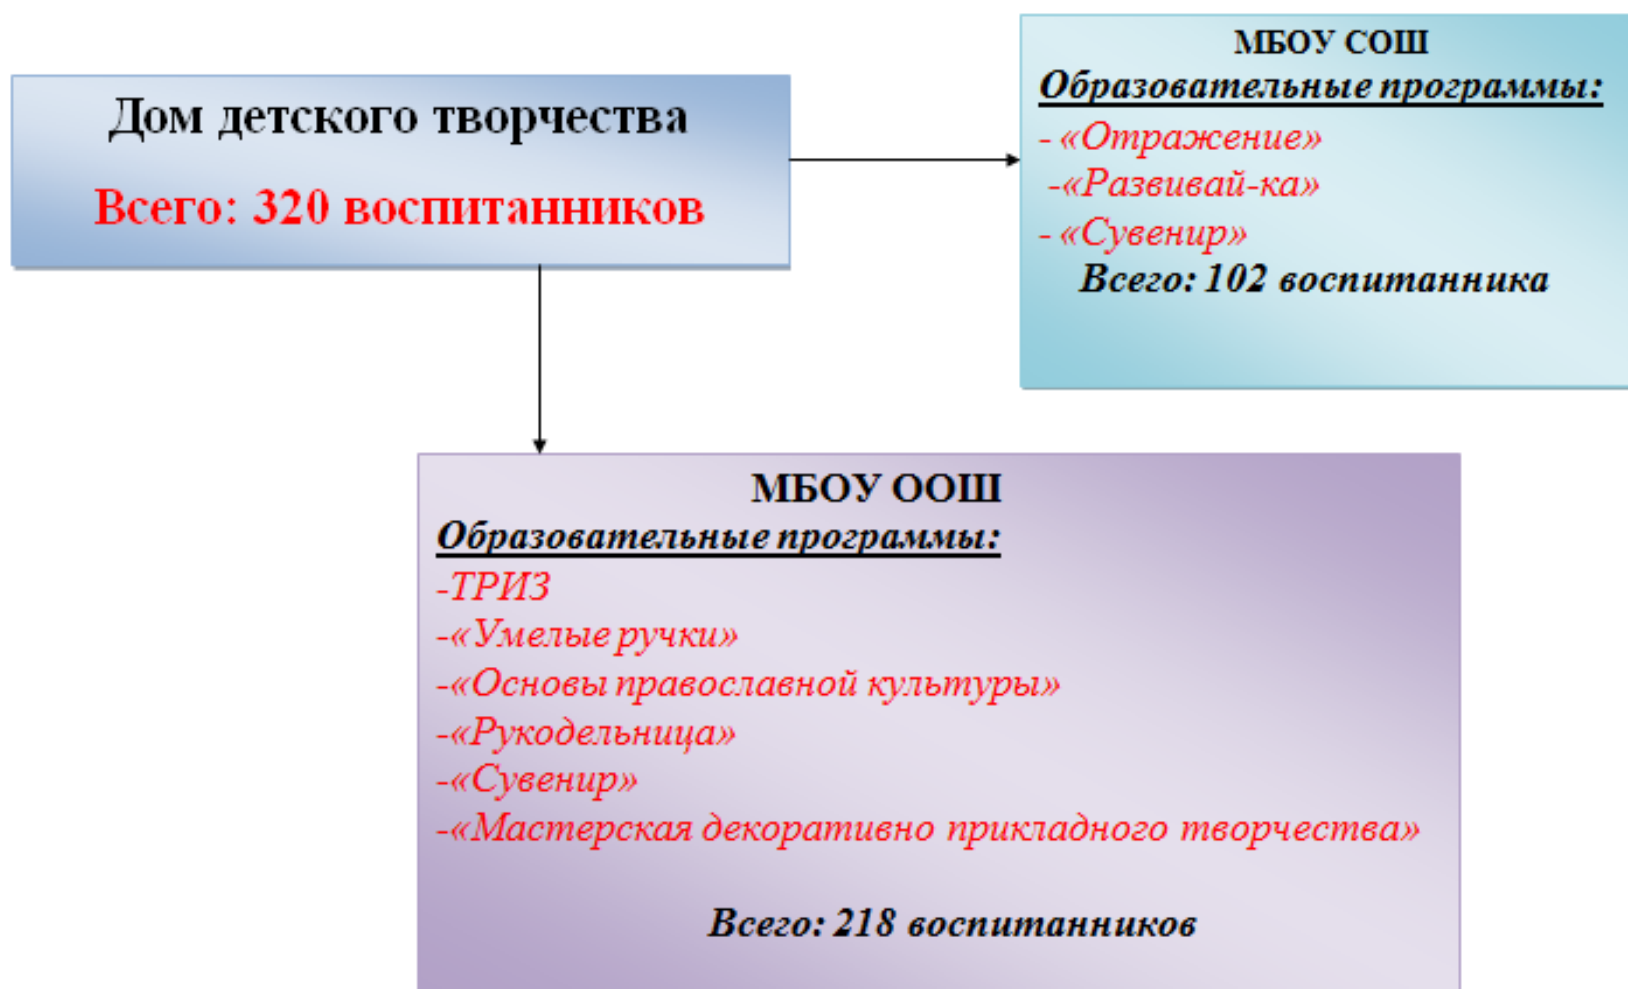 Дом детского творчества
Всего: 320 воспитанников
МБОУ СОШ
Образовательные программы:
- «Отражение»
-«Развивай-ка»
- «Сувенир»
Всего: 102 воспитанника
МБОУ ООШ
Образовательные программы:
-ТРИЗ
-«Умелые ручки»
-«Основы православной культуры»
-«Рукодельница»
-«Сувенир»
-«Мастерская декоративно прикладного творчества»
Всего: 218 воспитанников